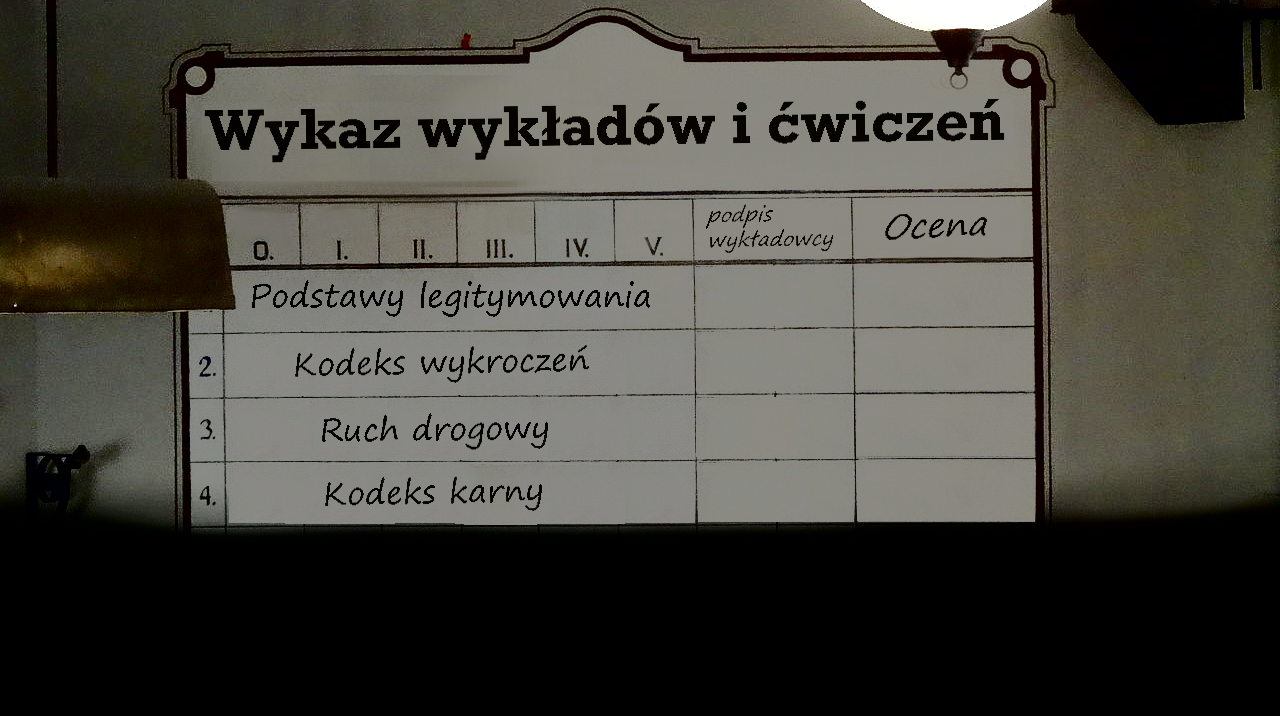 Wykaz wykładów i ćwiczeń
0. I. II. III. IV. V. podpis wykładowcy Ocena
Podstawy legitymowania
2. Kodeks wykroczeń
3. Ruch drogowy
4. Kodeks karny